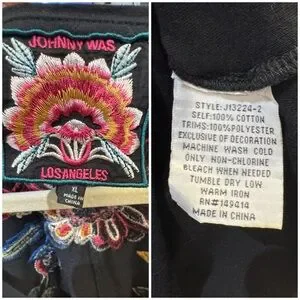 JOHNNY WAS
LOS ANGELES
XL
MADE IN
CHINA
STYLE:J13224-2
SELF:100% COTTON
TRIMS:100%POLYESTER
EXCLUSIVE OF DECORATION
MACHINE WASH COLD
ONLY NON-CHLORINE
BLEACH WHEN NEEDED
TUMBLE DRY LOW
WARM IRON
RN#149414
MADE IN CHINA